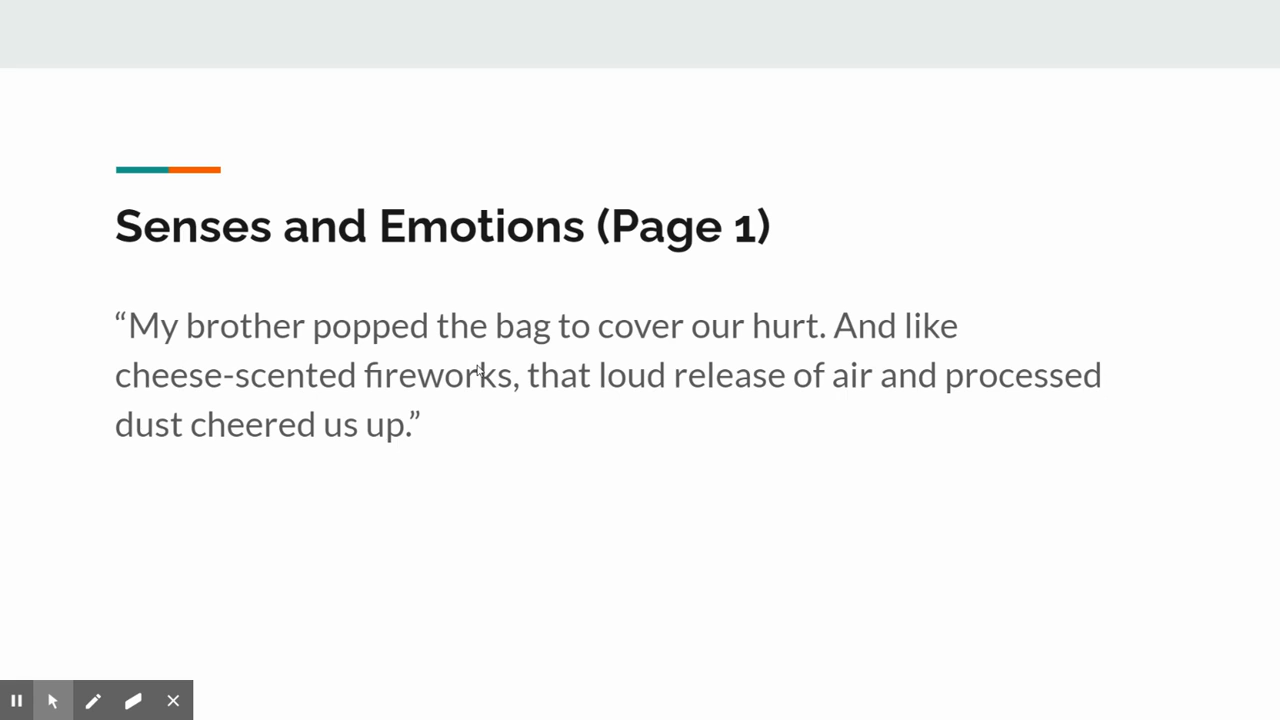 Senses and Emotions (Page 1)
“My brother popped the bag to cover our hurt. And like
cheese-scented fireworks, that loud release of air and processed
dust cheered us up.”